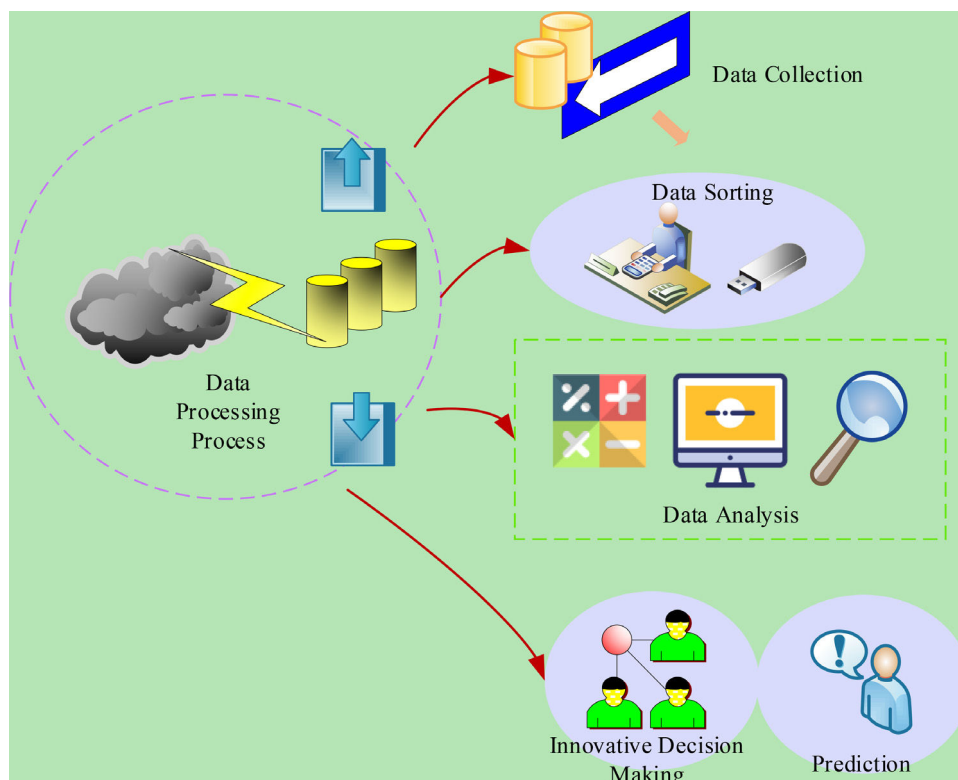 Data Collection
Data Sorting
Data
Processing
Process
Data Analysis
Innovative Decision
Making
Prediction